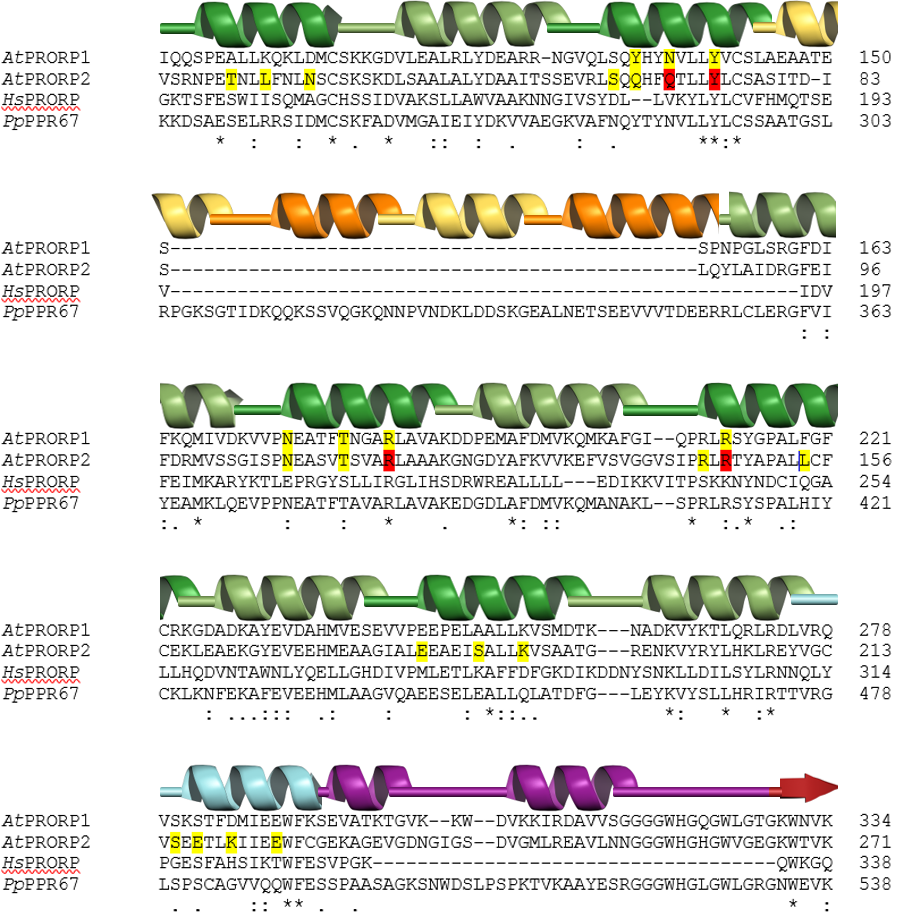 AtPRORP1 IQQSPEALLKQKLDMCSKKGDVLEALRLYDEARR-NGVQLSQYHYNVLLYVCSLAEAATE 150
AtPRORP2 VSRNPETNLLFNLNSCSKSKDLSAALALYDAAITSSEVRLSQQHFQTLLYLCSASITD-I 83
HsPRORP GKTSFESWIISQMAGCHSSIDVAKSLLAWVAAKNNGIVSYDL--LVKYLYLCVFHMQTSE 193
PpPPR67 KKDSAESELRRSIDMCSKFADVMGAIEIYDKVVAEGKVAFNQYTYNVLLYLCSSAATGSL 303
* : : * . * :: : . : . **:*
AtPRORP1 S-----------------------------------------------SPNPGLSRGFDI 163
AtPRORP2 S-----------------------------------------------LQYLAIDRGFEI 96
HsPRORP V--------------------------------------------------------IDV 197
PpPPR67 RPGKSGTIDKQQKSSVQGKQNNPVNDKLDDSKGEALNETSEEVVVTDEERRLCLERGFVI 363
: :
AtPRORP1 FKQMIVDKVVPNEATFTNGARLAVAKDDPEMAFDMVKQMKAFGI--QPRLRSYGPALFGF 221
AtPRORP2 FDRMVSSGISPNEASVTSVARLAAAKGNGDYAFKVVKEFVSVGGVSIPRLRTYAPALLCF 156
HsPRORP FEIMKARYKTLEPRGYSLLIRGLIHSDRWREALLLL---EDIKKVITPSKKNYNDCIQGA 254
PpPPR67 YEAMKLQEVPPNEATFTAVARLAVAKEDGDLAFDMVKQMANAKL--SPRLRSYSPALHIY 421
:. * : : * . *: :: * :.* .:
AtPRORP1 CRKGDADKAYEVDAHMVESEVVPEEPELAALLKVSMDTK---NADKVYKTLQRLRDLVRQ 278
AtPRORP2 CEKLEAEKGYEVEEHMEAAGIALEEAEISALLKVSAATG---RENKVYRYLHKLREYVGC 213
HsPRORP LLHQDVNTAWNLYQELLGHDIVPMLETLKAFFDFGKDIKDDNYSNKLLDILSYLRNNQLY 314
PpPPR67 CKLKNFEKAFEVEEHMLAAGVQAEESELEALLQLATDFG---LEYKVYSLLHRIRTTVRG 478
: ...::: .: : : *::.. *: * :*
AtPRORP1 VSKSTFDMIEEWFKSEVATKTGVK--KW--DVKKIRDAVVSGGGGWHGQGWLGTGKWNVK 334
AtPRORP2 VSEETLKIIEEWFCGEKAGEVGDNGIGS--DVGMLREAVLNNGGGWHGHGWVGEGKWTVK 271
HsPRORP PGESFAHSIKTWFESVPGK------------------------------------QWKGQ 338
PpPPR67 LSPSCAGVVQQWFESSPAASAGKSNWDSLPSPKTVKAAYESRGGGWHGLGWLGRGNWEVK 538
. . :: ** . . * :